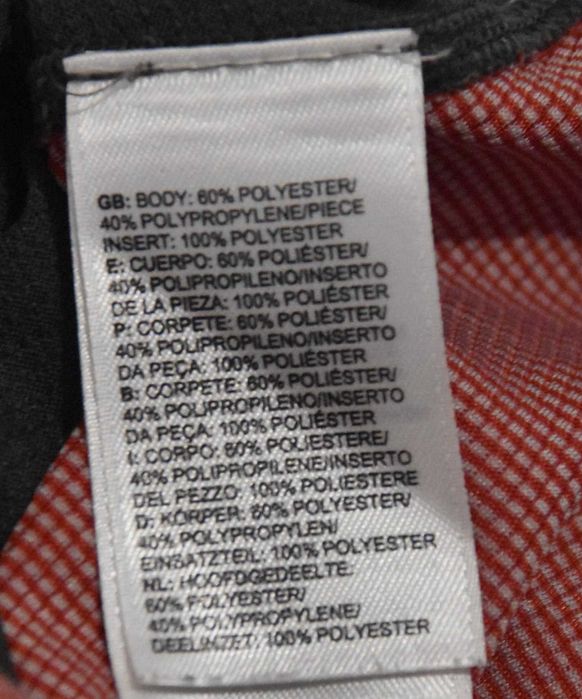 GB: BODY: 60% POLYESTER/
40% POLYPROPYLENE/PIECE
INSERT: 100% POLYESTER
E: CUERPO: 60% POLIÉSTER/
40% POLIPROPILENO/INSERTO
DE LA PIEZA: 100% POLIÉSTER
P: CORPETE: 60% POLIÉSTER/
40% POLIPROPILENO/INSERTO
DA PEÇA: 100% POLIÉSTER
B: CORPETE: 60% POLIÉSTER/
40% POLIPROPILENO/INSERTO
DA PEÇA: 100% POLIÉSTER
I: CORPO: 60% POLIESTERE/
40% POLIPROPILENE/INSERTO
DEL PEZZO: 100% POLIESTERE
D: KÖRPER: 60% POLYESTER/
40% POLYPROPYLEN/
EINSATZTEIL: 100% POLYESTER
NL: HOOFDGEDEELTE:
60% POLYESTER/
40% POLYPROPYLENE/
DEELINZET: 100% POLYESTER